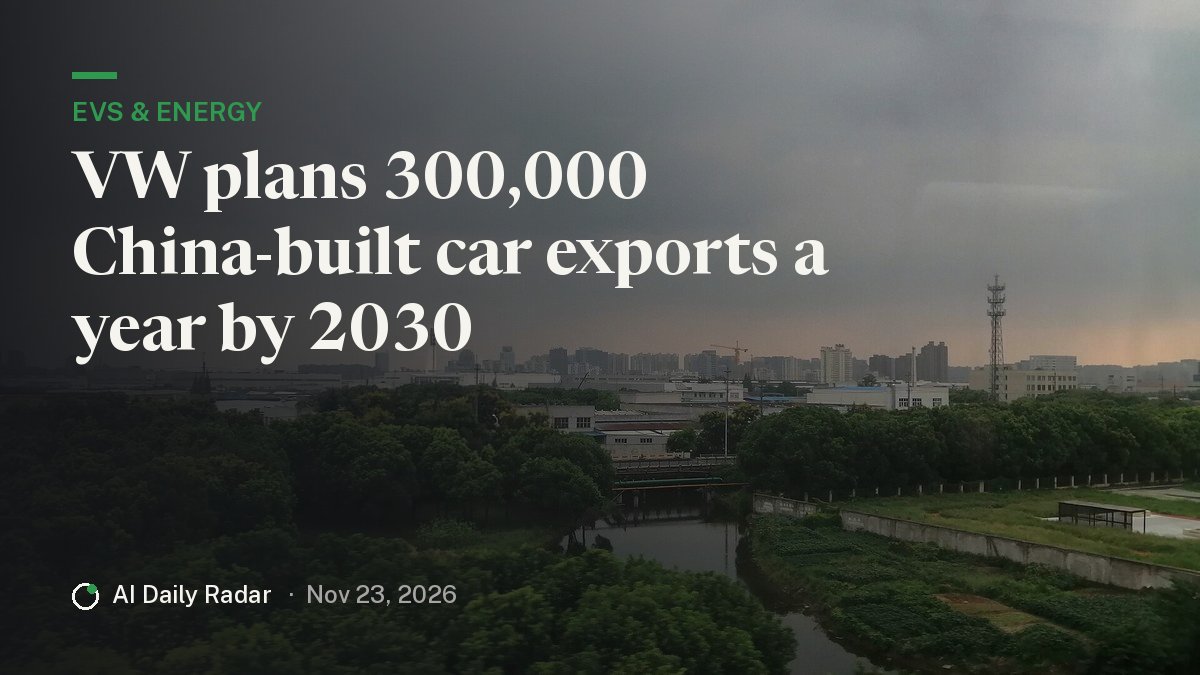 EVS & ENERGY
VW plans 300,000
China-built car exports a
year by 2030
AI Daily Radar · Nov 23, 2026